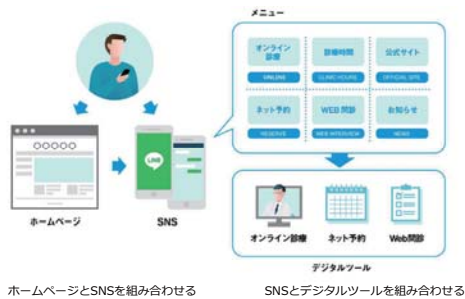 メニュー
オンライン
診療
ONLINE
診療時間
CLINIC HOURS
公式サイト
OFFICIAL SITE
ネット予約
RESERVE
WEB 問診
WEB INTERVIEW
お知らせ
NEWS
OOOOO
LINE
ホームページ
SNS
オンライン診療
ネット予約
Web問診
デジタルツール
ホームページとSNSを組み合わせる
SNSとデジタルツールを組み合わせる